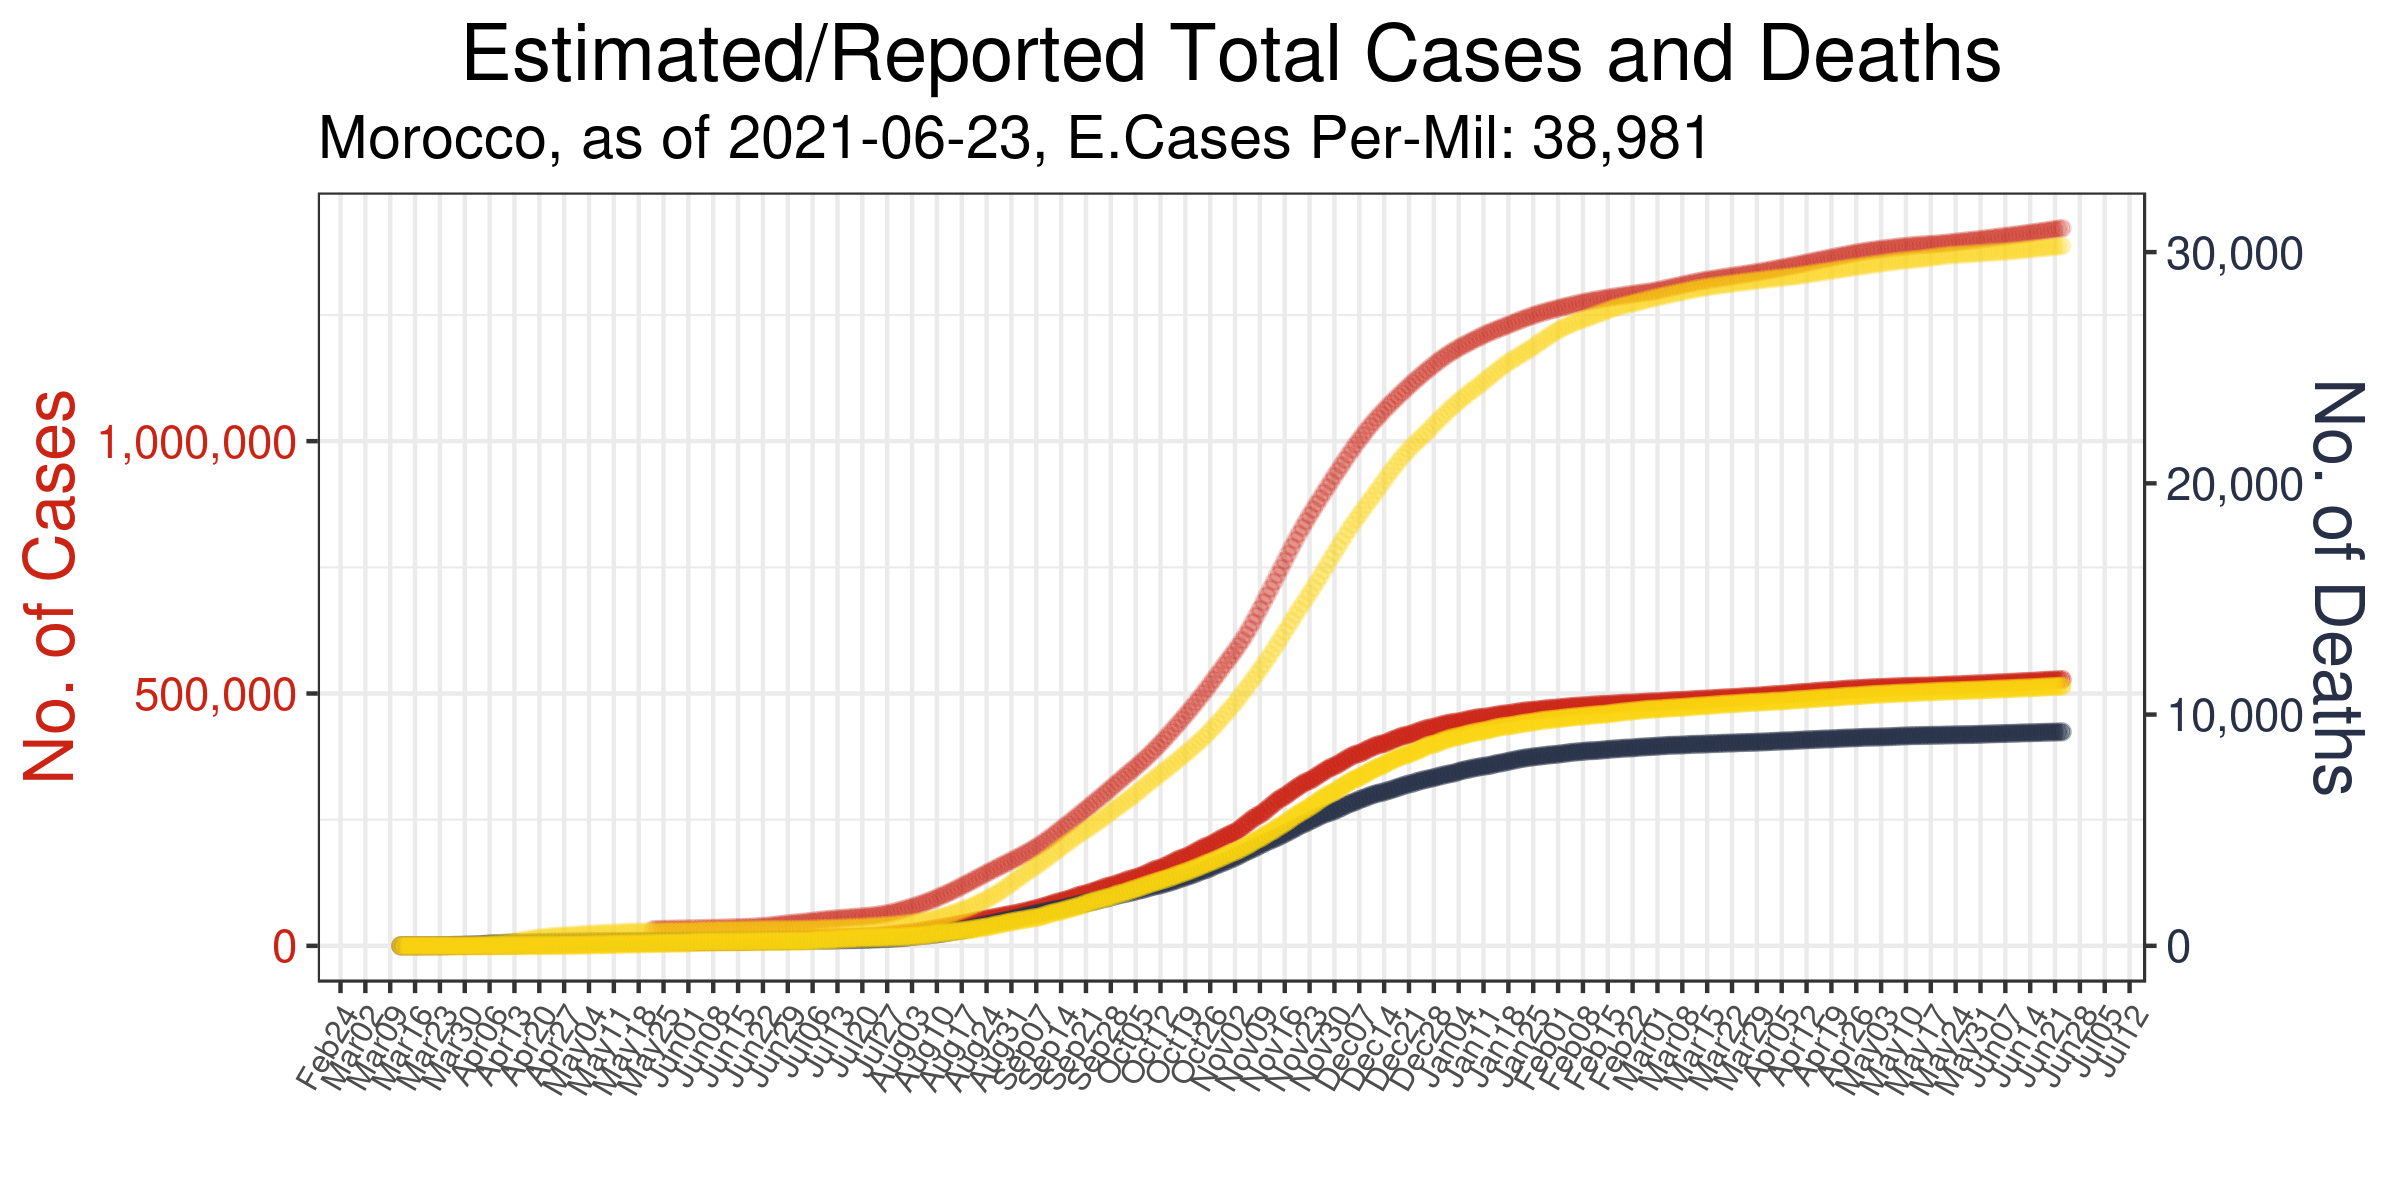 Estimated/Reported Total Cases and Deaths
Morocco, as of 2021-06-23, E.Cases Per-Mil: 38,981
No. of Cases
1,000,000
500,000
0
30,000
20,000
10,000
0
No. of Deaths
Feb24
Mar02
Mar09
Mar16
Mar23
Mar30
Apr06
Apr13
Apr20
Apr27
May04
May11
May18
May25
Jun01
Jun08
Jun15
Jun22
Jun29
Jul06
Jul13
Jul20
Jul27
Aug03
Aug10
Aug17
Aug24
Aug31
Sep07
Sep14
Sep21
Sep28
Oct05
Oct12
Oct19
Oct26
Nov02
Nov09
Nov16
Nov23
Nov30
Dec07
Dec14
Dec21
Dec28
Jan04
Jan11
Jan18
Jan25
Feb01
Feb08
Feb15
Feb22
Mar01
Mar08
Mar15
Mar22
Mar29
Apr05
Apr12
Apr19
Apr26
May03
May10
May17
May24
May31
Jun07
Jun14
Jun21
Jun28
Jul05
Jul12